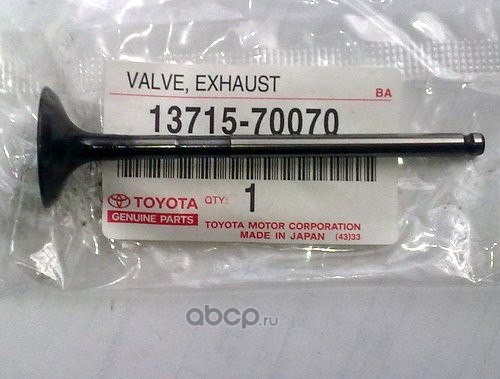 VALVE, EXHAUST
BA
13715-70070
TOYOTA
GENUINE PARTS
QTY:
1
TOYOTA MOTOR CORPORATION
MADE IN JAPAN (43)33
abcp.ru